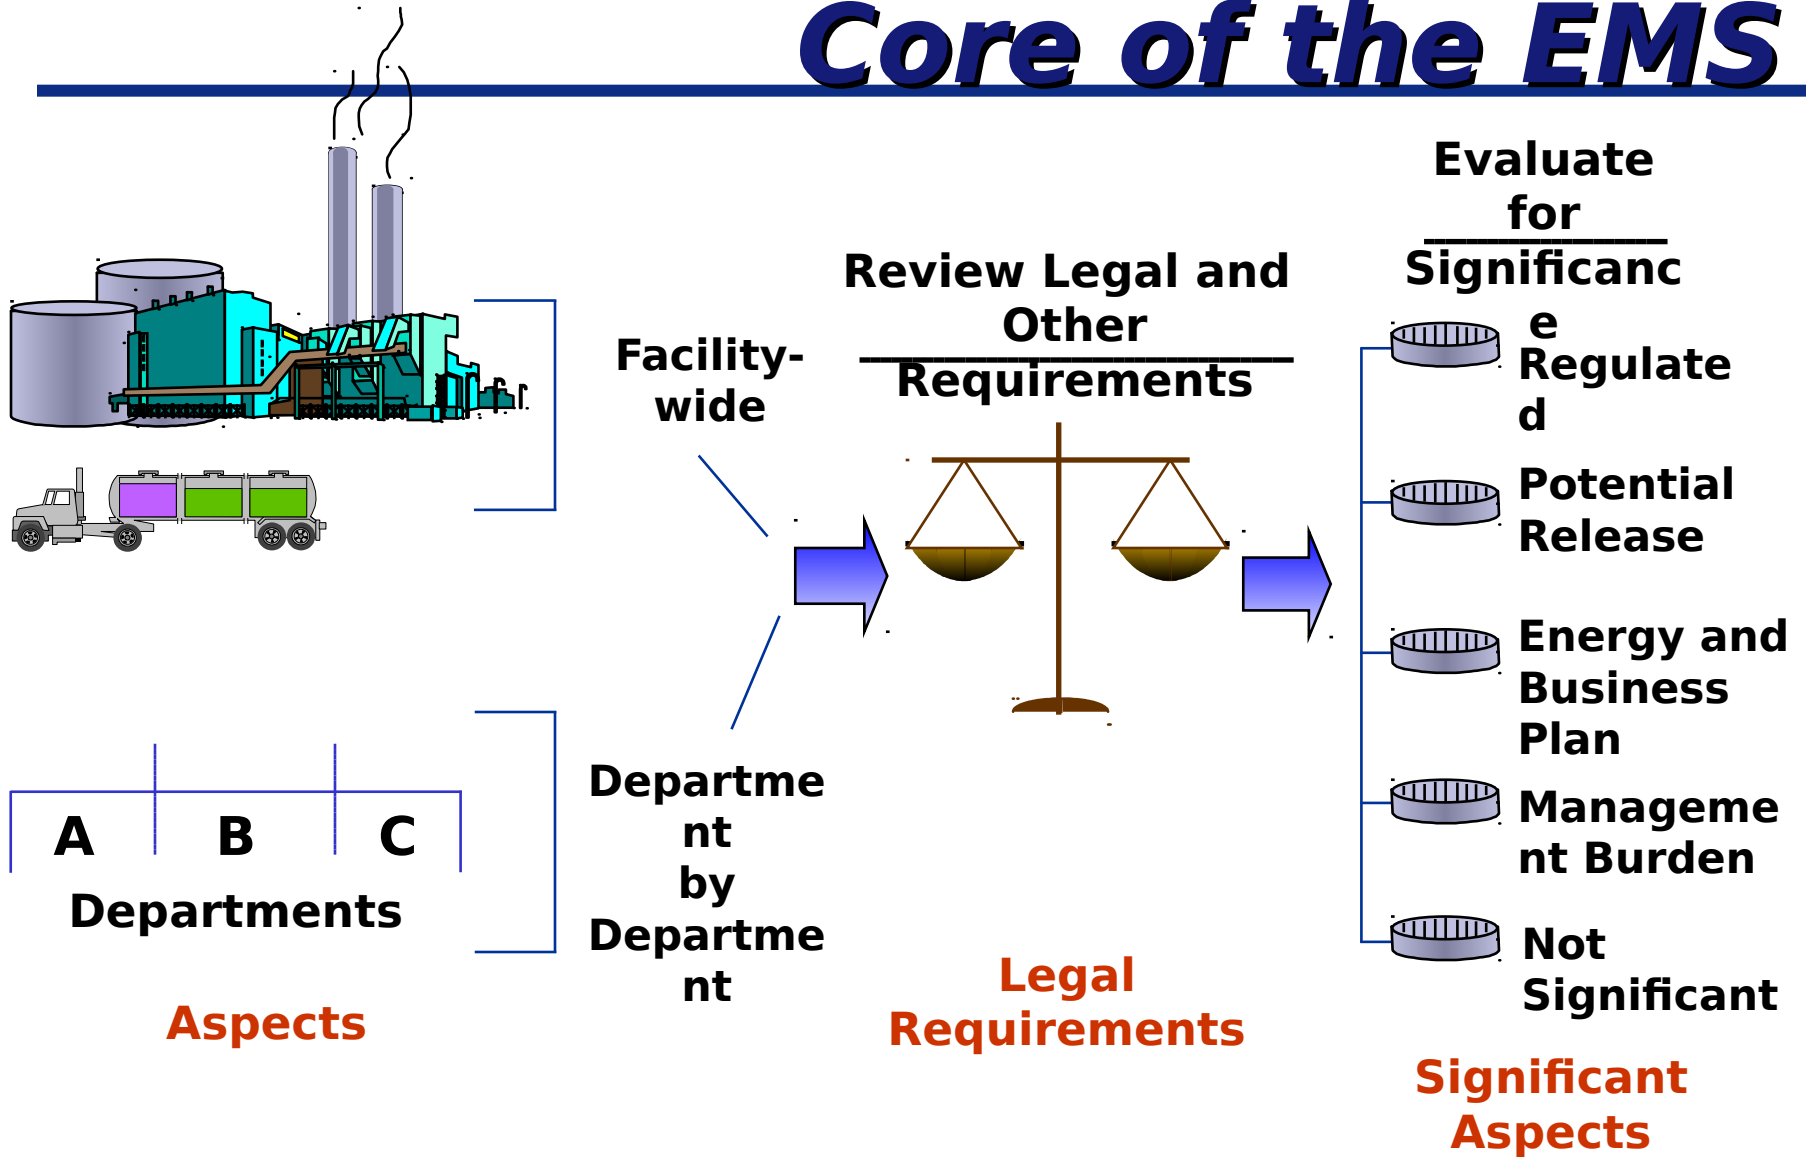 Core of the EMS
Facility-
wide
A B C
Departments
Departme
nt
by
Departme
nt
Aspects
Review Legal and
Other
Requirements
Legal
Requirements
Evaluate
for
Significanc
e
Regulate
d
Potential
Release
Energy and
Business
Plan
Manageme
nt Burden
Not
Significant
Significant
Aspects